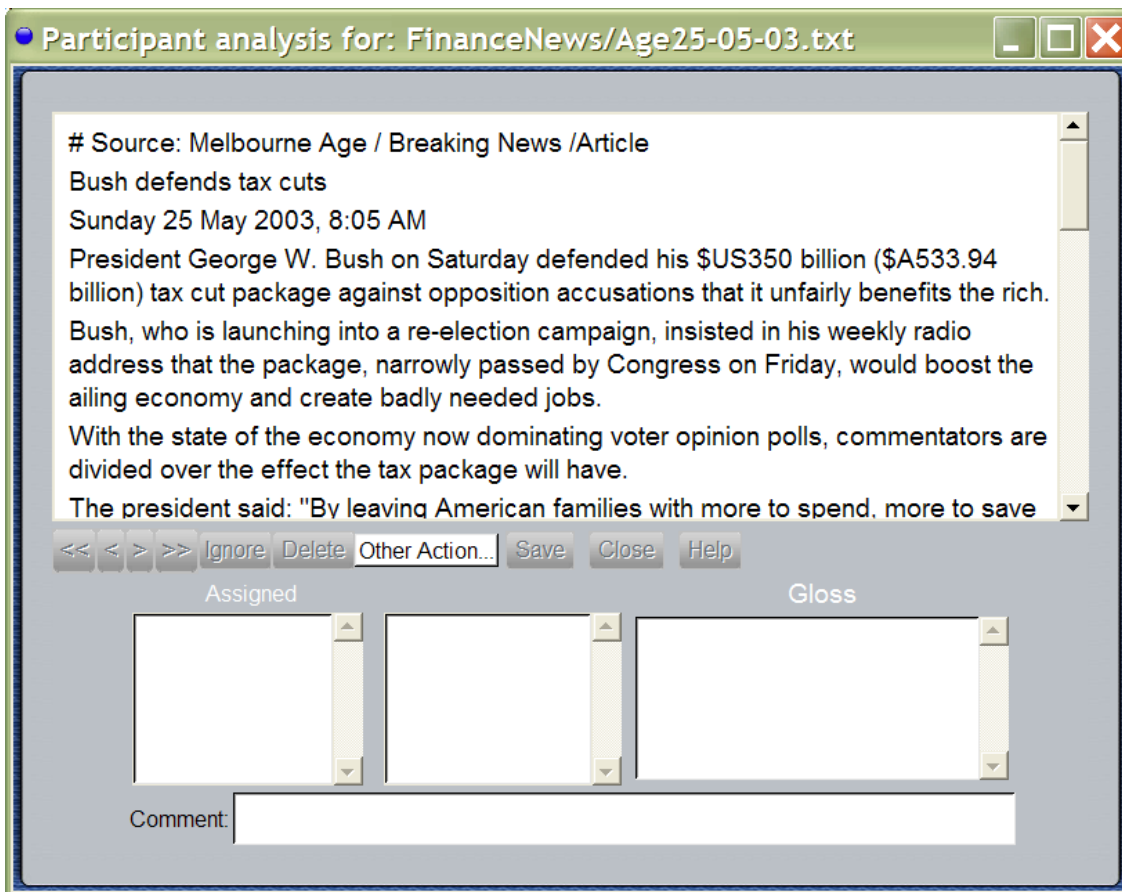 Participant analysis for: FinanceNews/Age25-05-03.txt
# Source: Melbourne Age / Breaking News /Article
Bush defends tax cuts
Sunday 25 May 2003, 8:05 AM
President George W. Bush on Saturday defended his $US350 billion ($A533.94
billion) tax cut package against opposition accusations that it unfairly benefits the rich.
Bush, who is launching into a re-election campaign, insisted in his weekly radio
address that the package, narrowly passed by Congress on Friday, would boost the
ailing economy and create badly needed jobs.
With the state of the economy now dominating voter opinion polls, commentators are
divided over the effect the tax package will have.
The president said: "By leaving American families with more to spend, more to save
<< < > >> Ignore Delete Other Action... Save Close Help
Assigned Gloss
Comment: